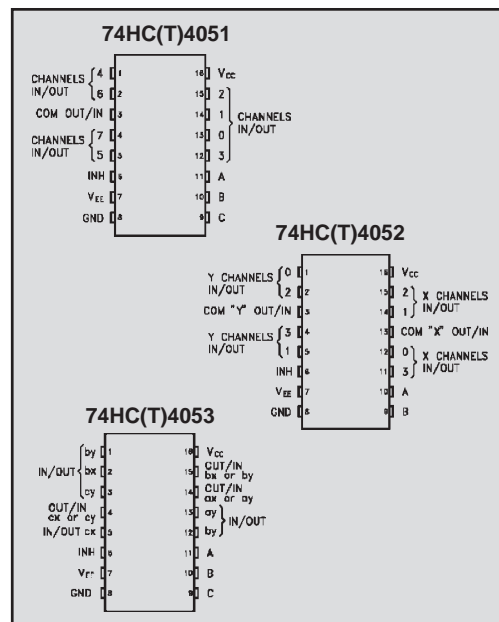 74HC(T)4051
CHANNELS IN/OUT 4 1 16 VCC
6 2 15 2
COM OUT/IN 3 14 1 CHANNELS IN/OUT
CHANNELS IN/OUT 7 4 13 0
5 5 12 3
INH 6 11 A
VEE 7 10 B
GND 8 9 C
74HC(T)4052
Y CHANNELS IN/OUT 0 1 16 VCC
2 2 15 2 X CHANNELS IN/OUT
COM "Y" OUT/IN 3 14 1
Y CHANNELS IN/OUT 3 4 13 COM "X" OUT/IN
1 5 12 0 X CHANNELS IN/OUT
INH 6 11 3
VEE 7 10 A
GND 8 9 B
74HC(T)4053
by 1 16 VCC
IN/OUT bx 2 15 OUT/IN bx or by
cy 3 14 OUT/IN ax or ay
OUT/IN cx or cy 4 13 ay IN/OUT
IN/OUT cx 5 12 by
INH 6 11 A
VEE 7 10 B
GND 8 9 C